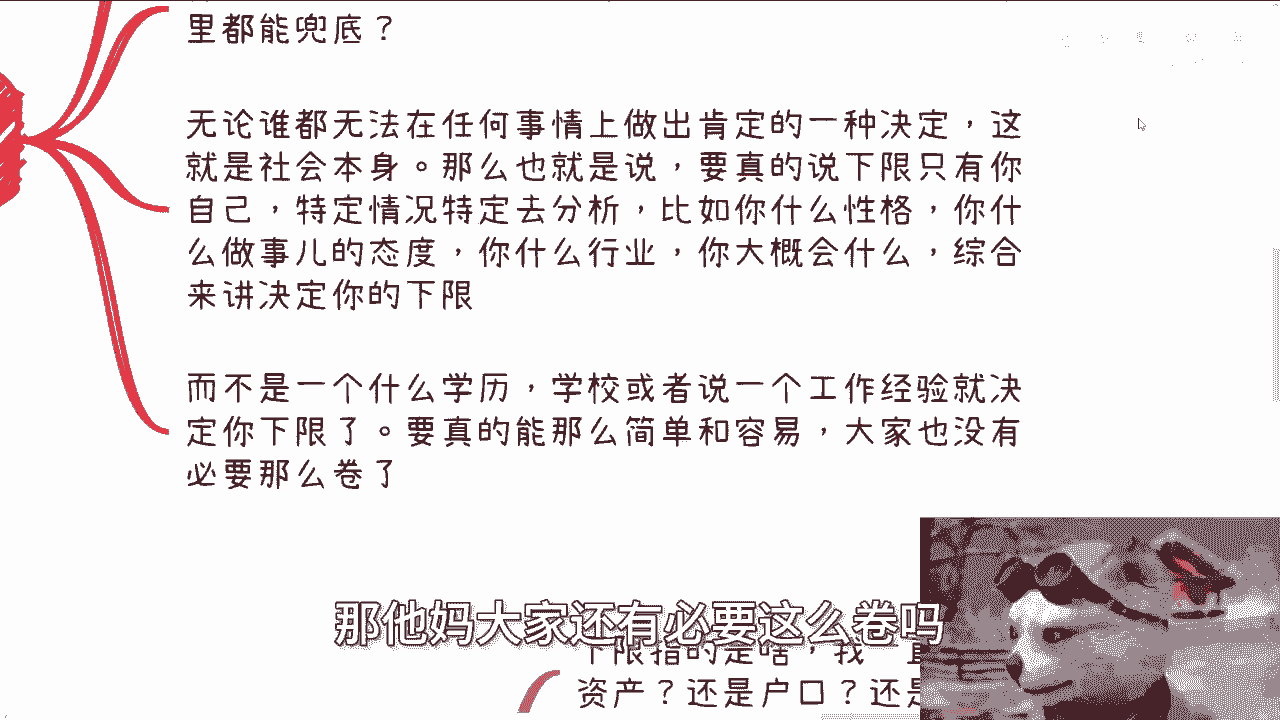 里都能兜底？
无论谁都无法在任何事情上做出肯定的一种决定，这
就是社会本身。那么也就是说，要真的说下限只有你
自己，特定情况特定去分析，比如你什么性格，你什
么做事儿的态度，你什么行业，你大概会什么，综合
来讲决定你的下限
而不是一个什么学历，学校或者说一个工作经验就决
定你下限了。要真的能那么简单和容易，大家也没有
必要那么卷了
那他妈大家还有必要这么卷吗
下限指的是啥，我一直
资产？还是户口？还是